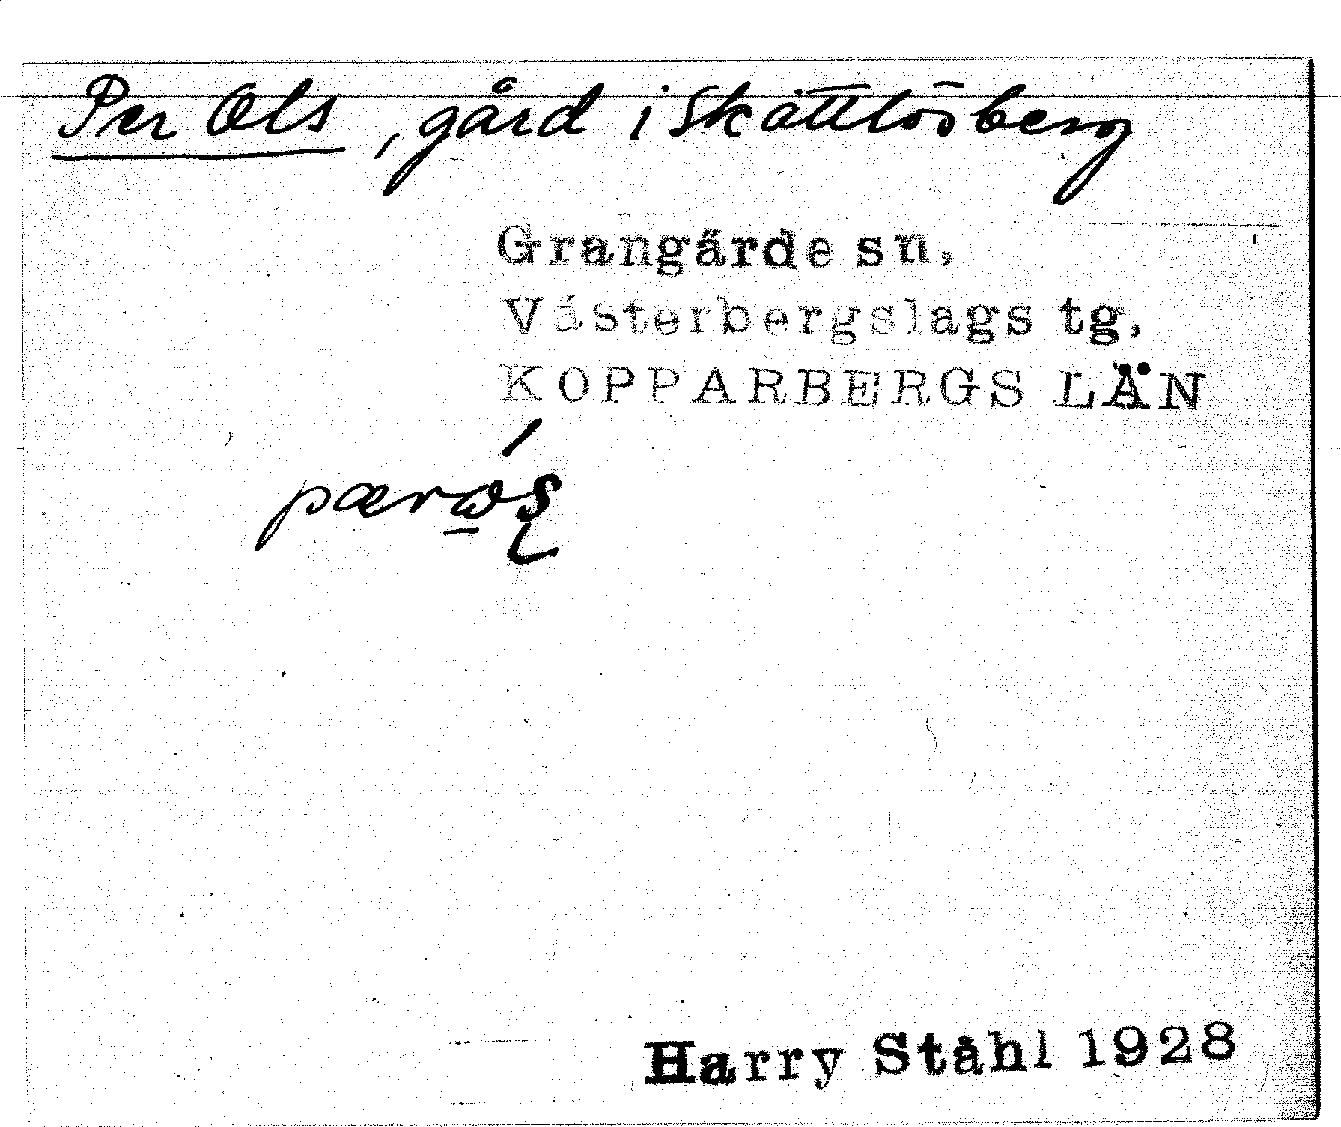 Per Ols, gård i Skättlösberg
Grangärde sn.
Västerbergslags tg.
KOPPARBERGS LÄN
Harry Ståhl 1928